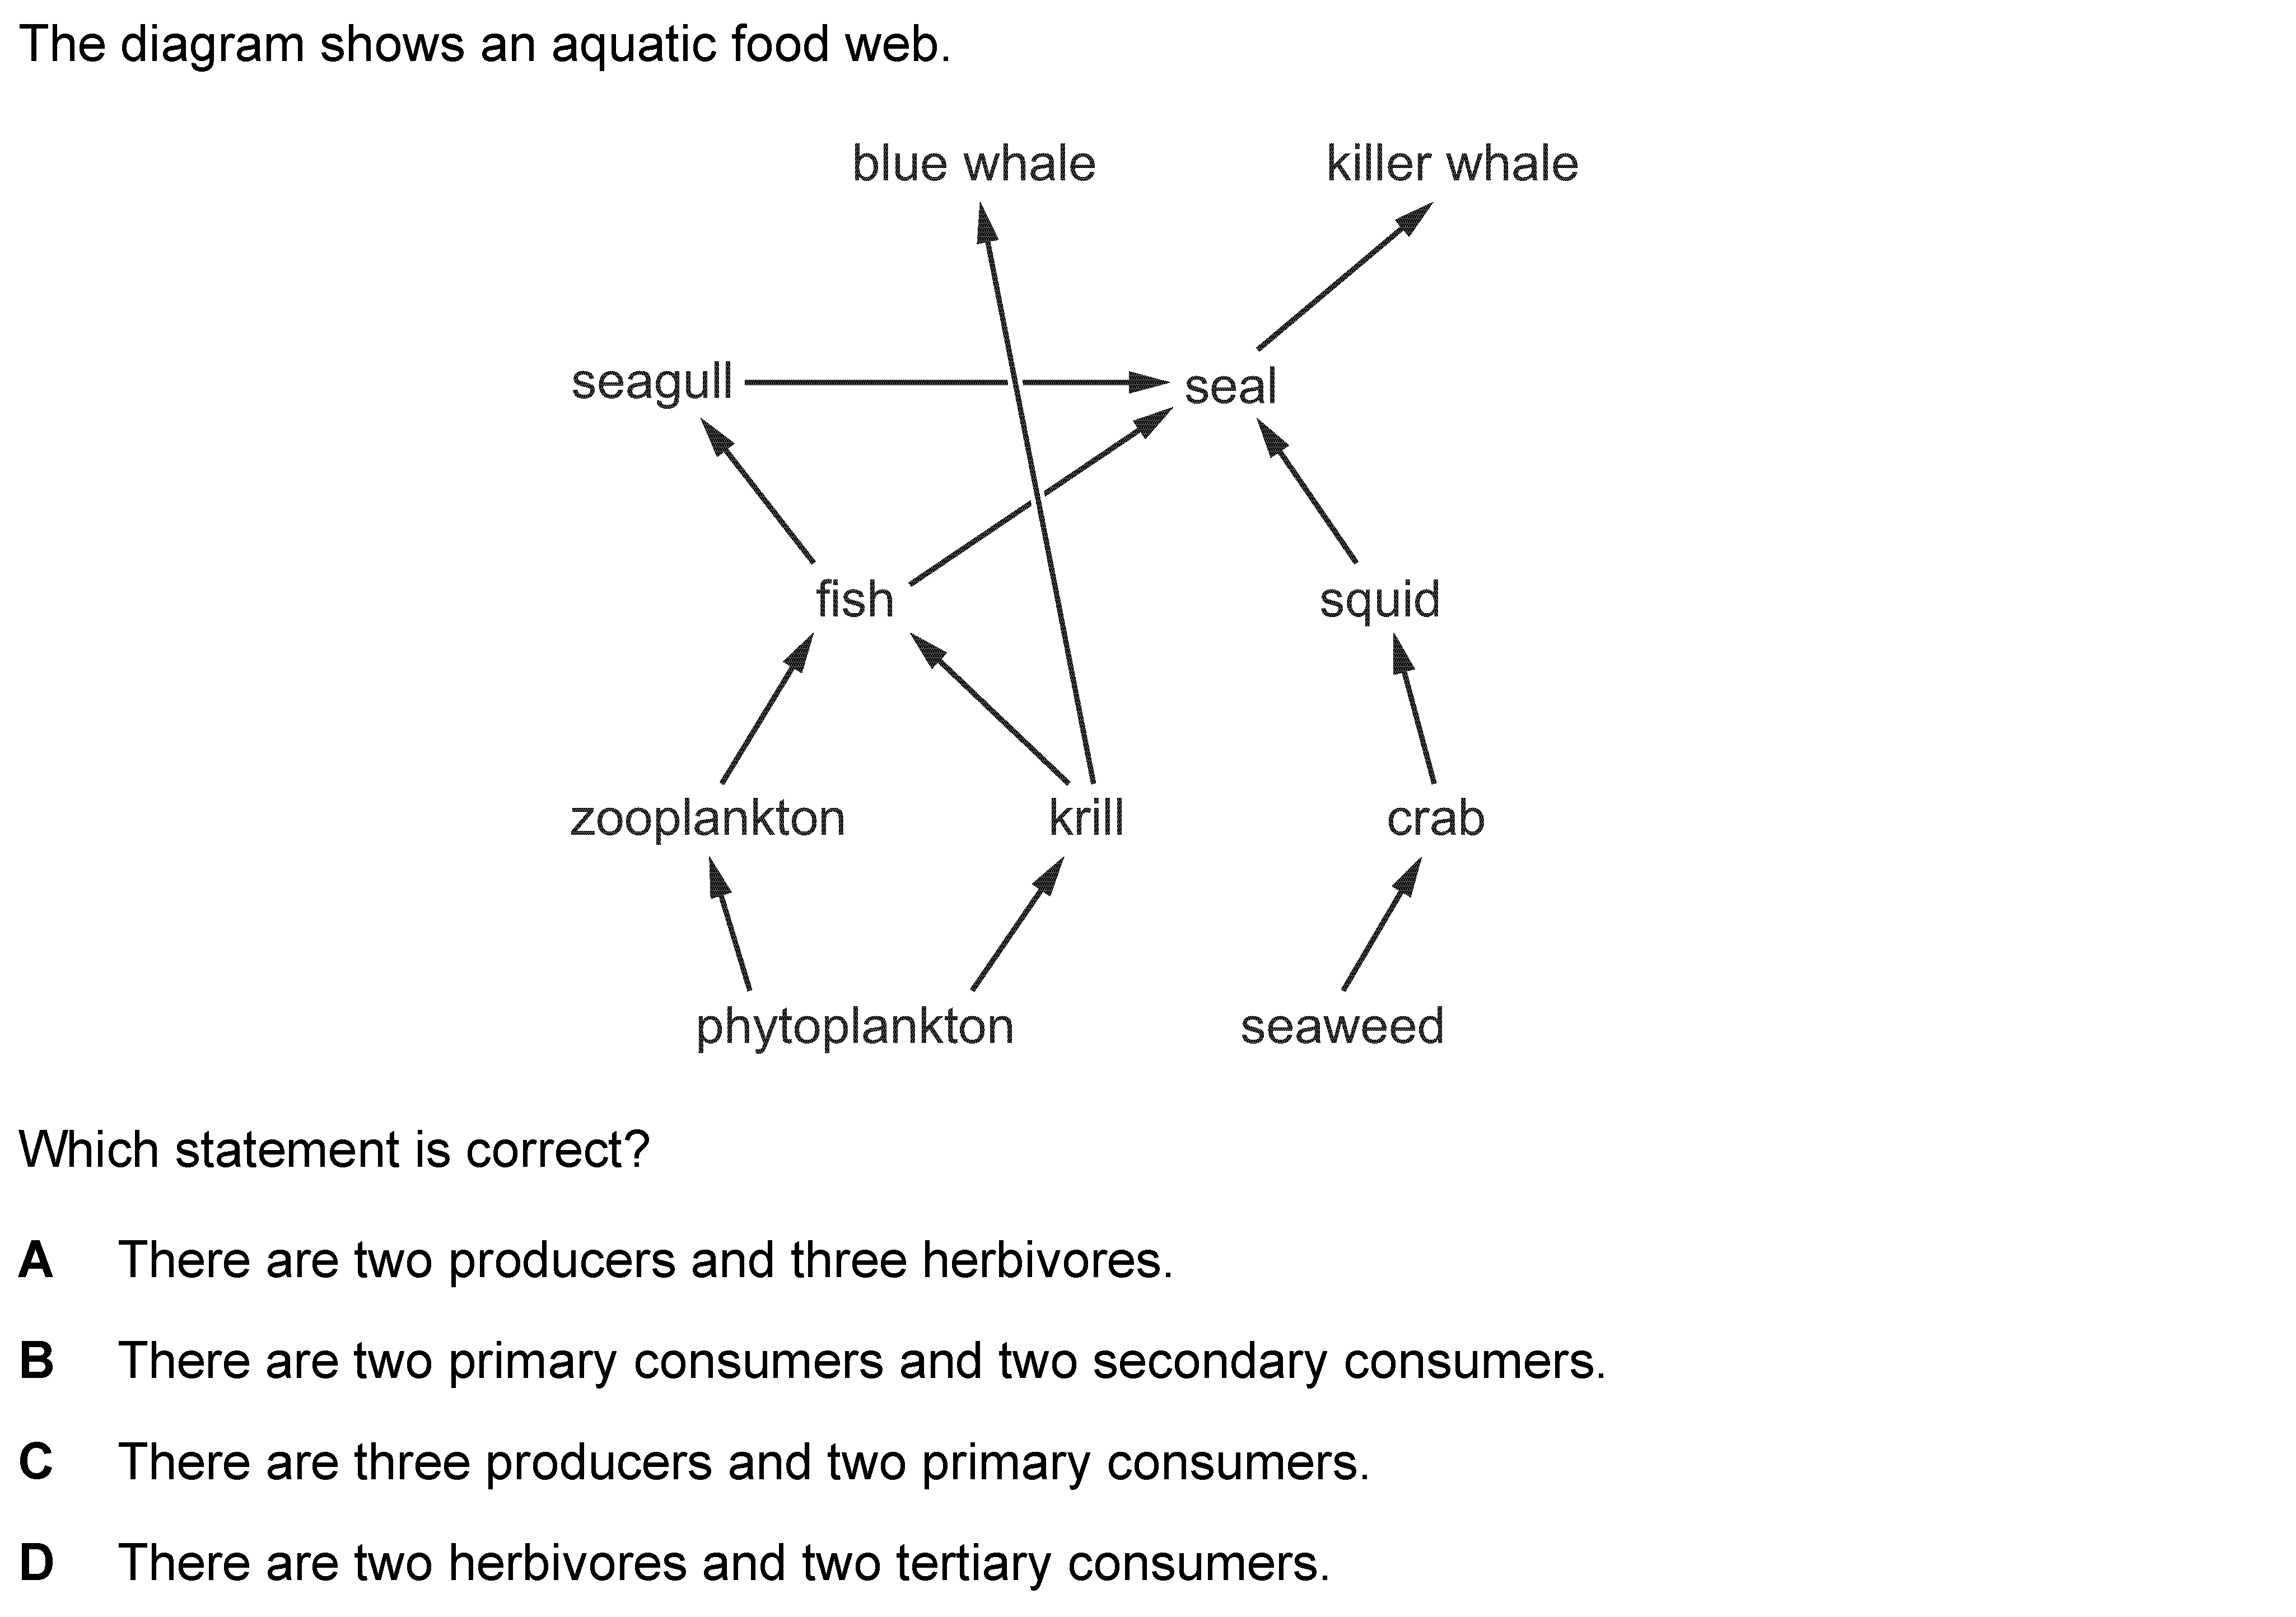 The diagram shows an aquatic food web.
blue whale killer whale
seagull seal
fish squid
zooplankton krill crab
phytoplankton seaweed
Which statement is correct?
A There are two producers and three herbivores.
B There are two primary consumers and two secondary consumers.
C There are three producers and two primary consumers.
D There are two herbivores and two tertiary consumers.